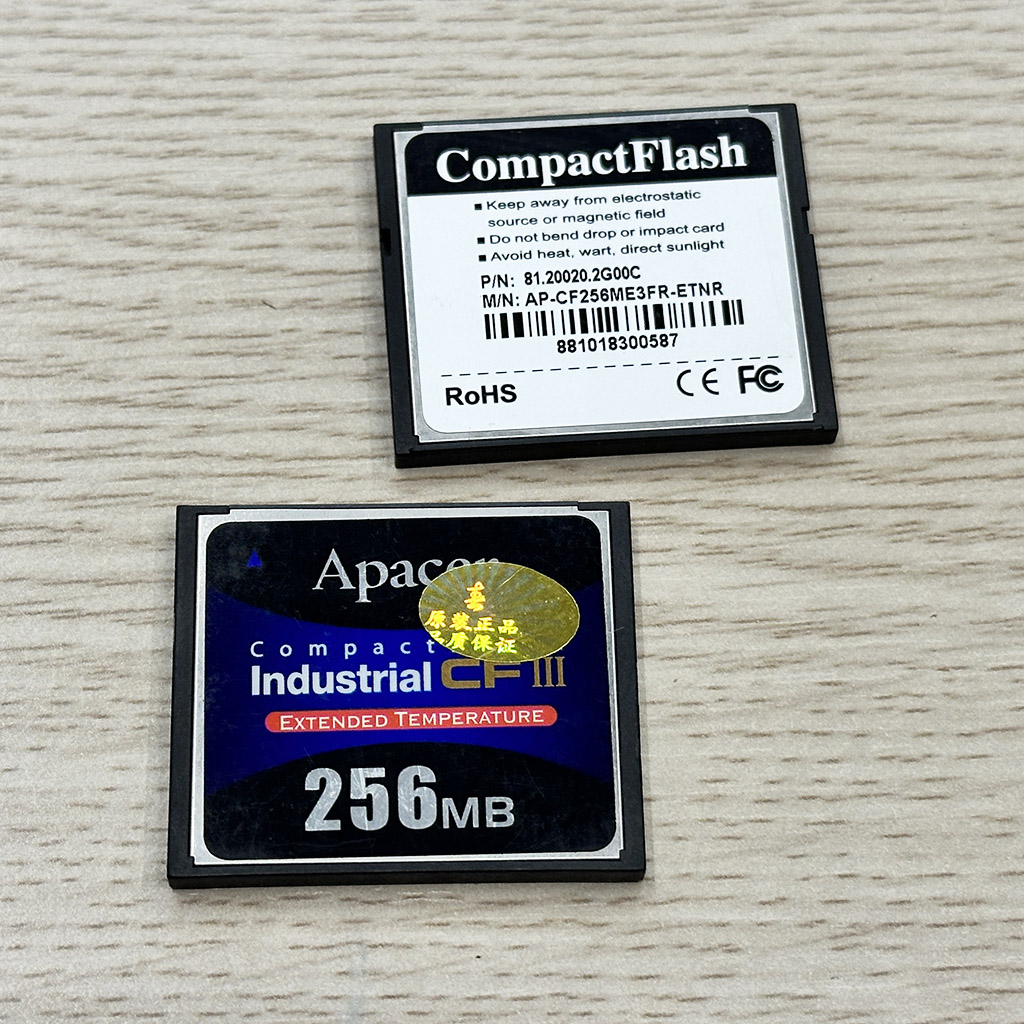 CompactFlash
■ Keep away from electrostatic
source or magnetic field
■ Do not bend drop or impact card
■ Avoid heat, wart, direct sunlight
P/N: 81.20020.2G00C
M/N: AP-CF256ME3FR-ETNR
881018300587
RoHS CE FC
Apacer
原装正品
品质保证
Compact
Industrial CF III
EXTENDED TEMPERATURE
256MB